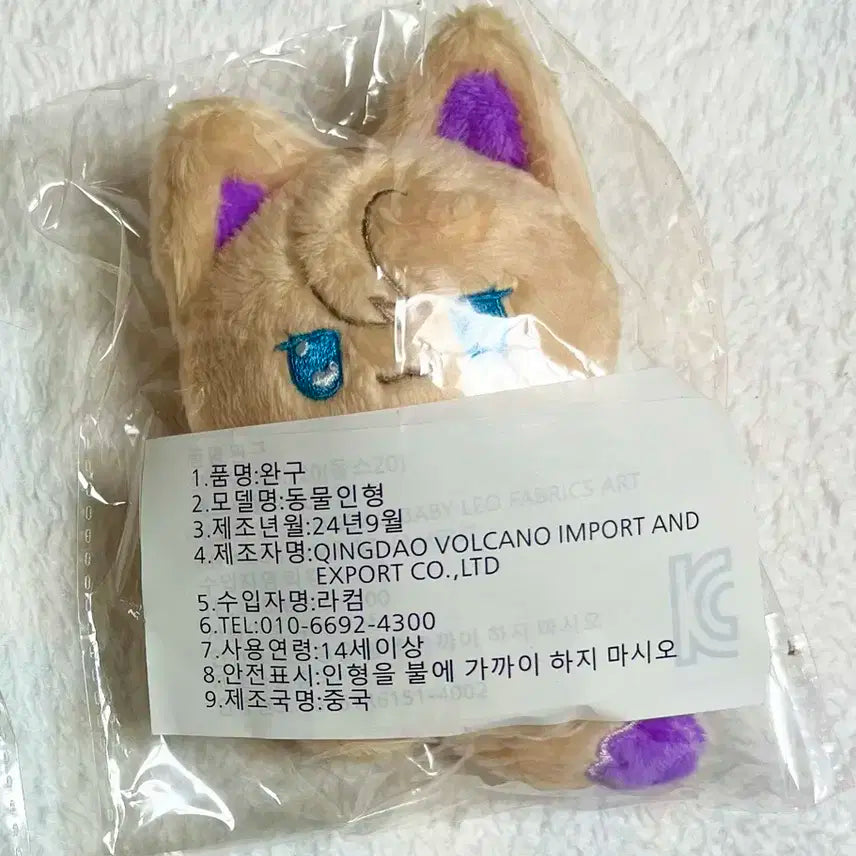 1.품명:완구
2.모델명:동물인형
3.제조년월:24년9월
4.제조자명:QINGDAO VOLCANO IMPORT AND
EXPORT CO.,LTD
5.수입자명:라컴
6.TEL:010-6692-4300
7.사용연령:14세이상
8.안전표시:인형을 불에 가까이 하지 마시오
9.제조국명:중국
BABY LEO FABRICS ART